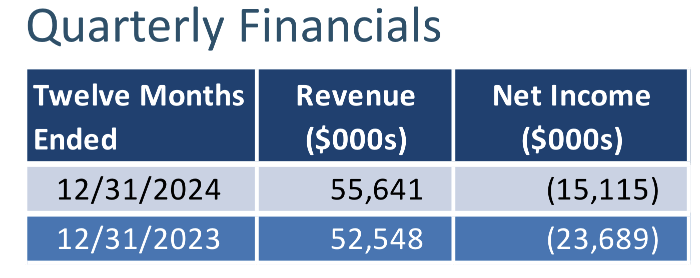 Quarterly Financials
Twelve Months Ended Revenue ($000s) Net Income ($000s)
12/31/2024 55,641 (15,115)
12/31/2023 52,548 (23,689)